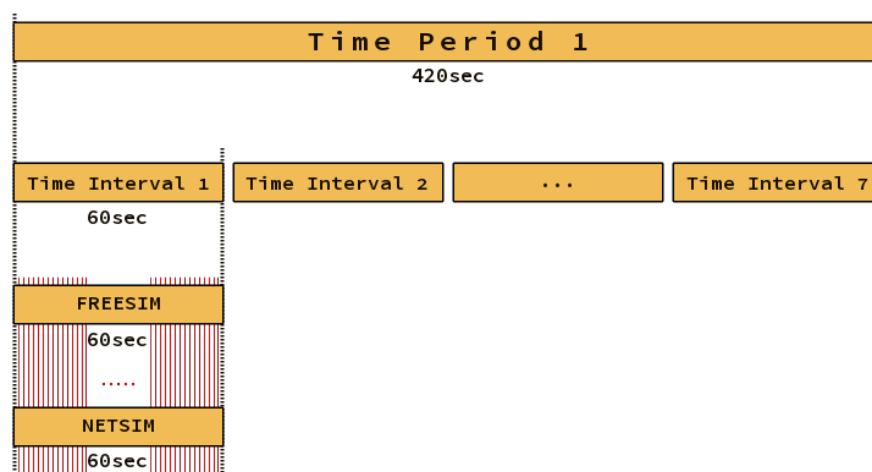 Time Period 1
420sec
Time Interval 1 Time Interval 2 ... Time Interval 7
60sec
FREESIM
60sec
.....
NETSIM
60sec